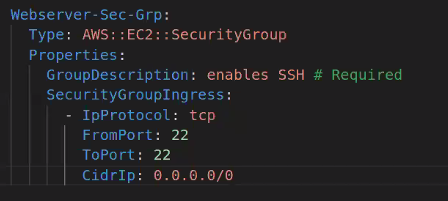 Webserver-Sec-Grp:
  Type: AWS::EC2::SecurityGroup
  Properties:
    GroupDescription: enables SSH # Required
    SecurityGroupIngress:
      - IpProtocol: tcp
        FromPort: 22
        ToPort: 22
        CidrIp: 0.0.0.0/0